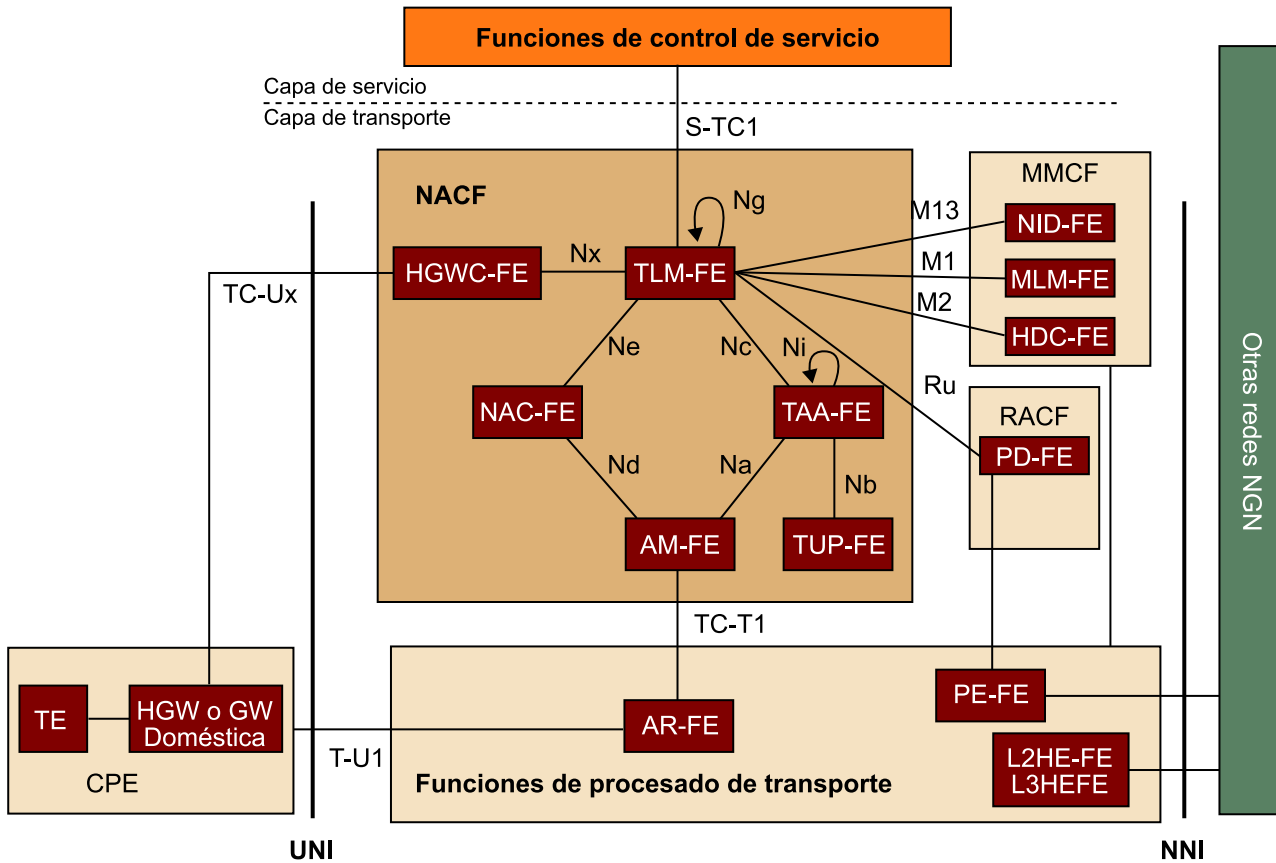 Funciones de control de servicio
Capa de servicio
Capa de transporte
S-TC1
NACF
Ng
MMCF
M13
NID-FE
HGWC-FE
Nx
TLM-FE
M1
MLM-FE
TC-Ux
M2
HDC-FE
Ne
Nc
Ni
Ru
NAC-FE
TAA-FE
RACF
PD-FE
Nd
Na
Nb
AM-FE
TUP-FE
Otras redes NGN
TC-T1
TE
HGW o GW
Doméstica
CPE
T-U1
AR-FE
PE-FE
L2HE-FE
L3HEFE
Funciones de procesado de transporte
UNI
NNI